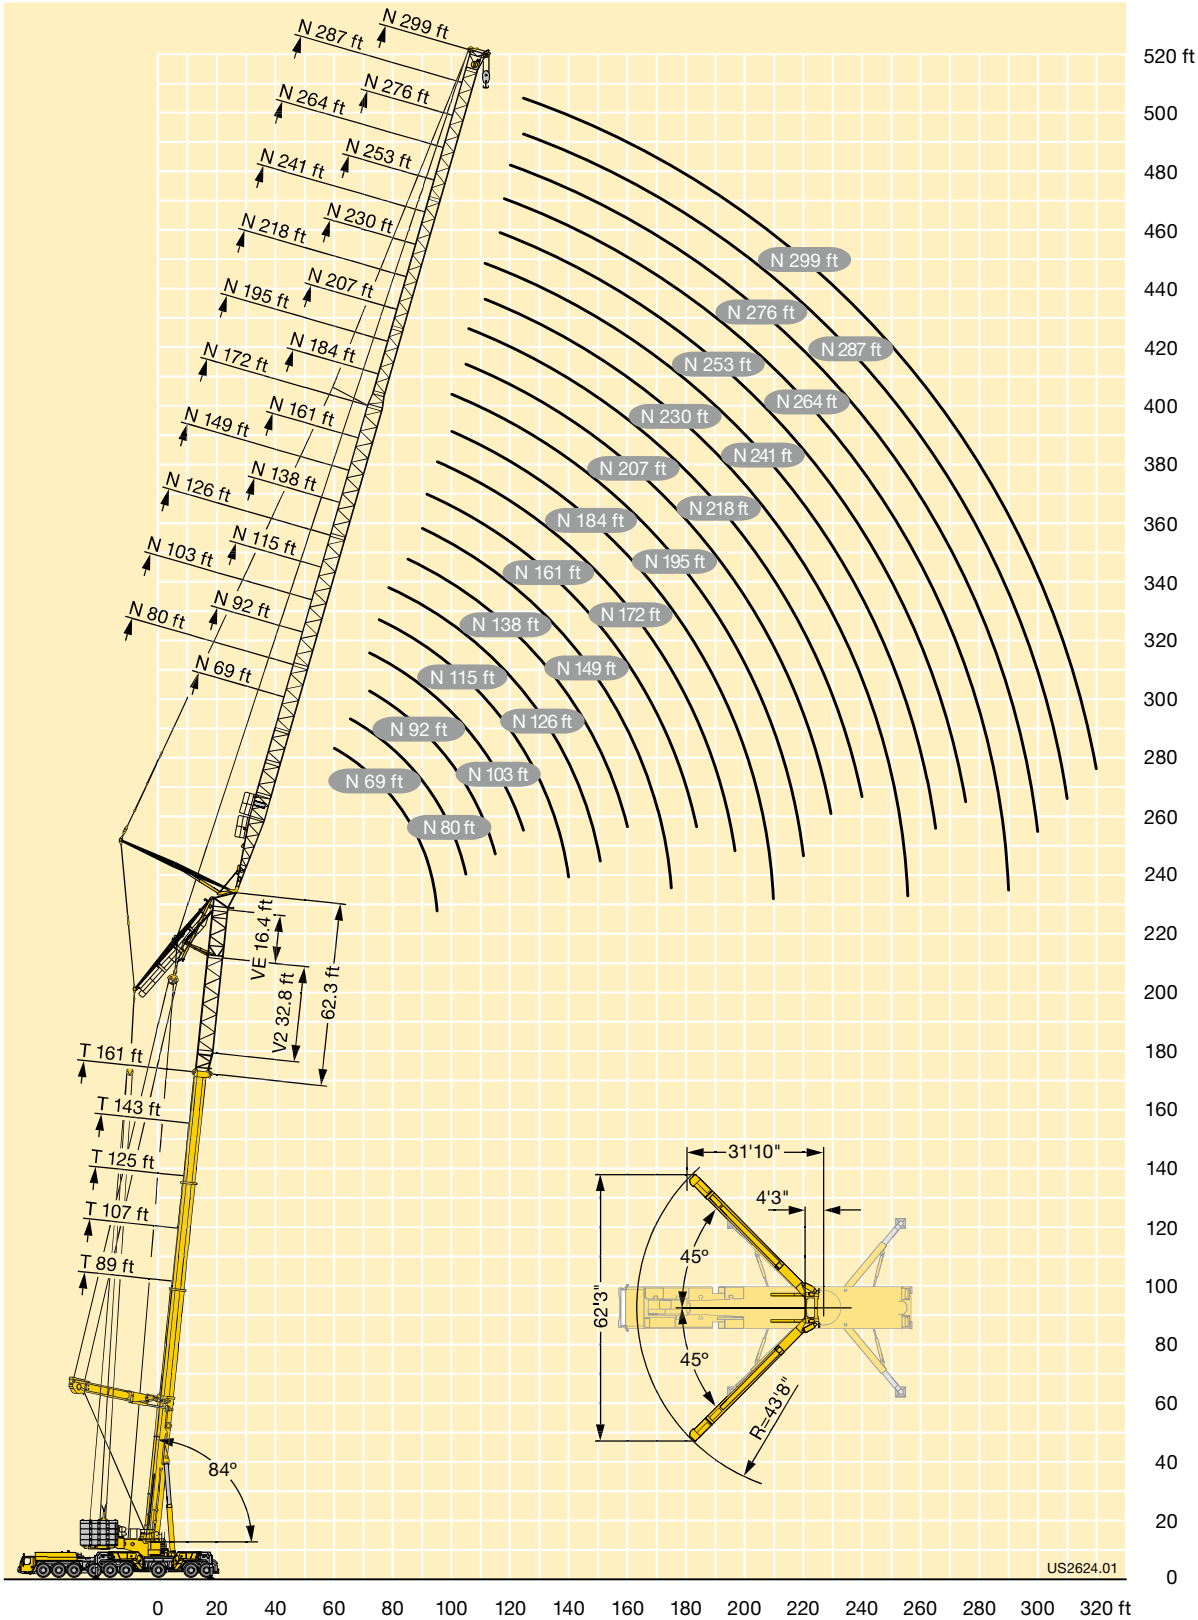 N 299 ft
N 287 ft
N 276 ft
N 264 ft
N 253 ft
N 241 ft
N 230 ft
N 218 ft
N 207 ft
N 195 ft
N 184 ft
N 172 ft
N 161 ft
N 149 ft
N 138 ft
N 126 ft
N 115 ft
N 103 ft
N 92 ft
N 80 ft
N 69 ft
N 299 ft
N 276 ft
N 287 ft
N 253 ft
N 264 ft
N 230 ft
N 241 ft
N 207 ft
N 218 ft
N 184 ft
N 195 ft
N 161 ft
N 172 ft
N 138 ft
N 149 ft
N 115 ft
N 126 ft
N 92 ft
N 103 ft
N 69 ft
N 80 ft
520 ft
500
480
460
440
420
400
380
360
340
320
300
280
260
240
220
200
180
160
140
120
100
80
60
40
20
0
VE 16.4 ft
V2 32.8 ft
62.3 ft
T 161 ft
T 143 ft
T 125 ft
T 107 ft
T 89 ft
84°
31'10"
4'3"
45°
62'3"
45°
R=43'8"
US2624.01
0 20 40 60 80 100 120 140 160 180 200 220 240 260 280 300 320 ft